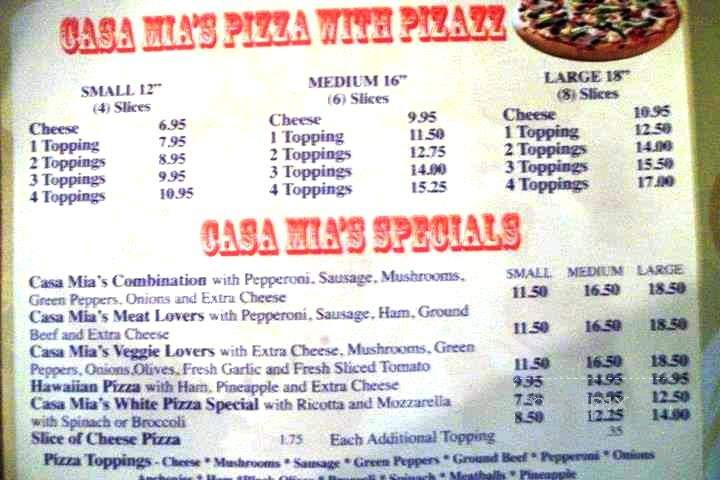 CASA MIA'S PIZZA WITH PIZAZZ
SMALL 12"
(4) Slices
Cheese 6.95
1 Topping 7.95
2 Toppings 8.95
3 Toppings 9.95
4 Toppings 10.95
MEDIUM 16"
(6) Slices
Cheese 9.95
1 Topping 11.50
2 Toppings 12.75
3 Toppings 14.00
4 Toppings 15.25
LARGE 18"
(8) Slices
Cheese 10.95
1 Topping 12.50
2 Toppings 14.00
3 Toppings 15.50
4 Toppings 17.00
CASA MIA'S SPECIALS
SMALL MEDIUM LARGE
Casa Mia's Combination with Pepperoni, Sausage, Mushrooms,
Green Peppers, Onions and Extra Cheese 11.50 16.50 18.50
Casa Mia's Meat Lovers with Pepperoni, Sausage, Ham, Ground
Beef and Extra Cheese 11.50 16.50 18.50
Casa Mia's Veggie Lovers with Extra Cheese, Mushrooms, Green
Peppers, Onions,Olives, Fresh Garlic and Fresh Sliced Tomato 11.50 16.50 18.50
Hawaiian Pizza with Ham, Pineapple and Extra Cheese 9.95 14.95 16.95
Casa Mia's White Pizza Special with Ricotta and Mozzarella 12.50
with Spinach or Broccoli 8.50 12.25 14.00
Slice of Cheese Pizza 1.75 Each Additional Topping .35
Pizza Toppings - Cheese * Mushrooms * Sausage * Green Peppers * Ground Beef * Pepperoni * Onions
Anchovies * Ham *Black Olives * Broccoli * Spinach * Meatballs * Pineapple